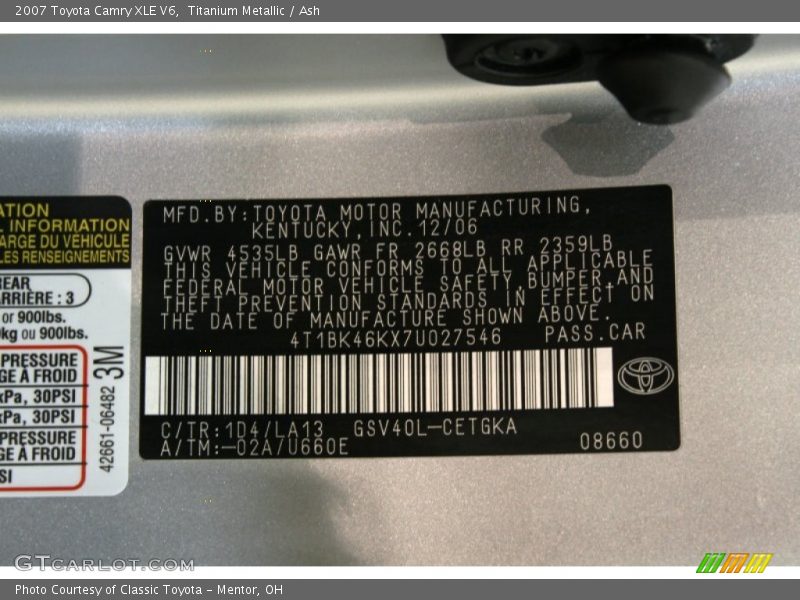 2007 Toyota Camry XLE V6,  Titanium Metallic / Ash
ATION
INFORMATION
ARGE DU VEHICULE
LES RENSEIGNEMENTS
REAR
ARRIÈRE : 3
or 900lbs.
kg ou 900lbs.
PRESSURE
GE À FROID
kPa, 30PSI
kPa, 30PSI
PRESSURE
GE À FROID
SI
42661-06482 3M
MFD.BY:TOYOTA MOTOR MANUFACTURING,
KENTUCKY,INC.12/06
GVWR 4535LB GAWR FR 2668LB RR 2359LB
THIS VEHICLE CONFORMS TO ALL APPLICABLE
FEDERAL MOTOR VEHICLE SAFETY,BUMPER,AND
THEFT PREVENTION STANDARDS IN EFFECT ON
THE DATE OF MANUFACTURE SHOWN ABOVE.
4T1BK46KX7U027546 PASS.CAR
C/TR:1D4/LA13 GSV40L-CETGKA
A/TM:-02A/U660E 08660
GTCarLot.com
Photo Courtesy of Classic Toyota - Mentor, OH